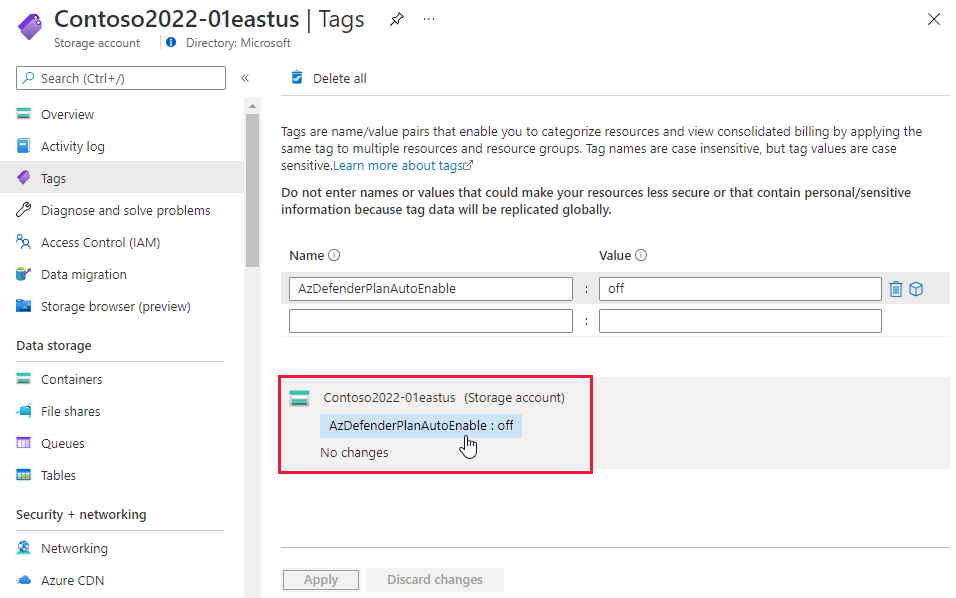 Contoso2022-01eastus | Tags
Storage account
Directory: Microsoft
Search (Ctrl+/)
Overview
Activity log
Tags
Diagnose and solve problems
Access Control (IAM)
Data migration
Storage browser (preview)
Data storage
Containers
File shares
Queues
Tables
Security + networking
Networking
Azure CDN
Delete all
Tags are name/value pairs that enable you to categorize resources and view consolidated billing by applying the
same tag to multiple resources and resource groups. Tag names are case insensitive, but tag values are case
sensitive.Learn more about tags
Do not enter names or values that could make your resources less secure or that contain personal/sensitive
information because tag data will be replicated globally.
Name Value
AzDefenderPlanAutoEnable : off
:
Contoso2022-01eastus (Storage account)
AzDefenderPlanAutoEnable : off
No changes
Apply Discard changes